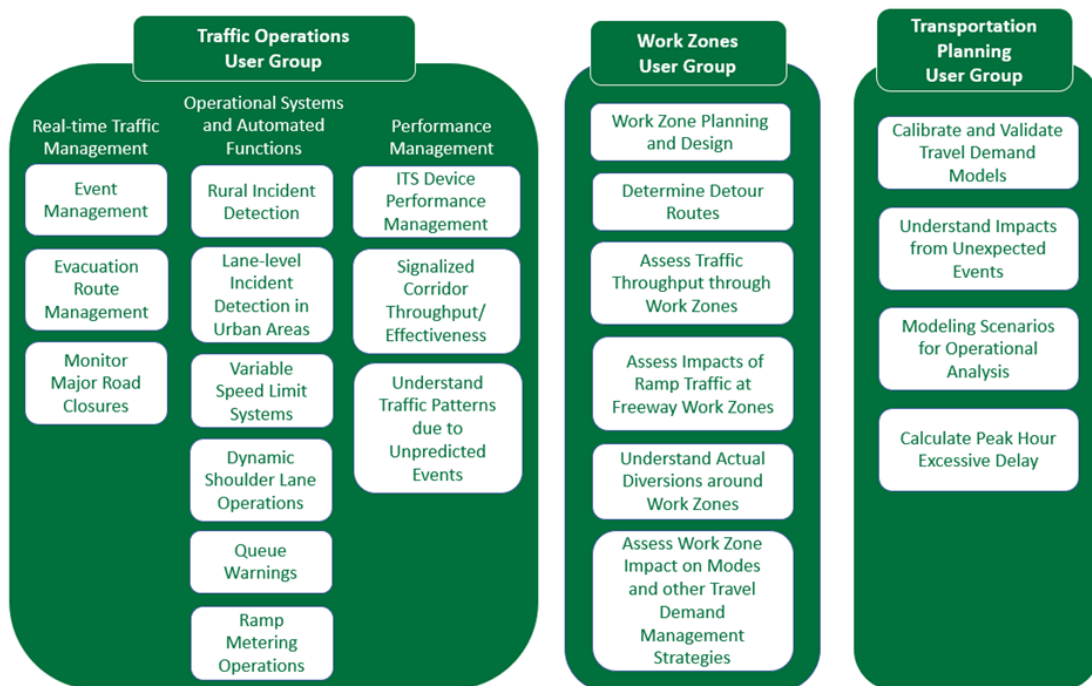 Traffic Operations
User Group
Real-time Traffic
Management
Event
Management
Evacuation
Route
Management
Monitor
Major Road
Closures
Operational Systems
and Automated
Functions
Rural Incident
Detection
Lane-level
Incident
Detection in
Urban Areas
Variable
Speed Limit
Systems
Dynamic
Shoulder Lane
Operations
Queue
Warnings
Ramp
Metering
Operations
Performance
Management
ITS Device
Performance
Management
Signalized
Corridor
Throughput/
Effectiveness
Understand
Traffic Patterns
due to
Unpredicted
Events
Work Zones
User Group
Work Zone Planning
and Design
Determine Detour
Routes
Assess Traffic
Throughput through
Work Zones
Assess Impacts of
Ramp Traffic at
Freeway Work Zones
Understand Actual
Diversions around
Work Zones
Assess Work Zone
Impact on Modes
and other Travel
Demand
Management
Strategies
Transportation
Planning
User Group
Calibrate and Validate
Travel Demand
Models
Understand Impacts
from Unexpected
Events
Modeling Scenarios
for Operational
Analysis
Calculate Peak Hour
Excessive Delay